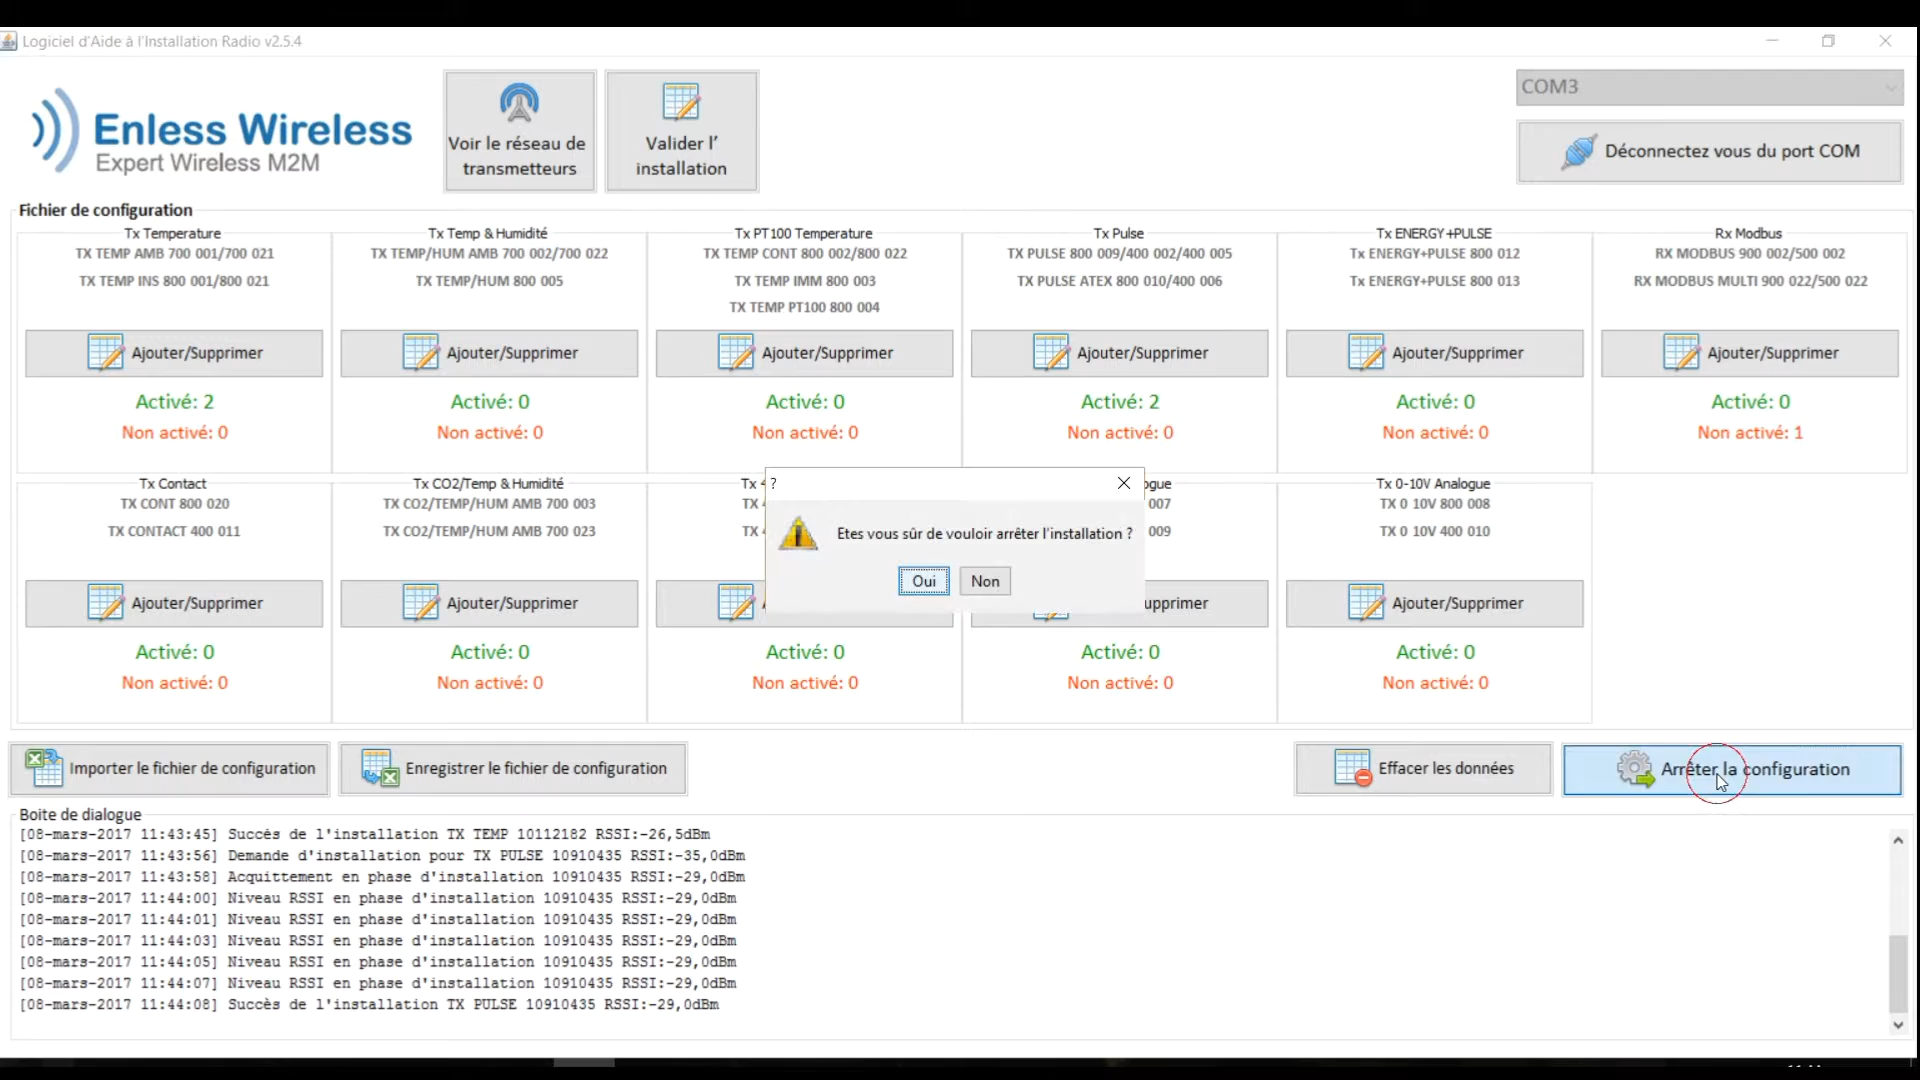 Logiciel d'Aide à l'Installation Radio v2.5.4
Enless Wireless
Expert Wireless M2M
Voir le réseau de
transmetteurs
Valider l'
installation
COM3
Déconnectez vous du port COM
Fichier de configuration
Tx Temperature
TX TEMP AMB 700 001/700 021
TX TEMP INS 800 001/800 021
Ajouter/Supprimer
Activé: 2
Non activé: 0
Tx Temp & Humidité
TX TEMP/HUM AMB 700 002/700 022
TX TEMP/HUM 800 005
Ajouter/Supprimer
Activé: 0
Non activé: 0
Tx PT100 Temperature
TX TEMP CONT 800 002/800 022
TX TEMP IMM 800 003
TX TEMP PT100 800 004
Ajouter/Supprimer
Activé: 0
Non activé: 0
Tx Pulse
TX PULSE 800 009/400 002/400 005
TX PULSE ATEX 800 010/400 006
Ajouter/Supprimer
Activé: 2
Non activé: 0
Tx ENERGY+PULSE
Tx ENERGY+PULSE 800 012
Tx ENERGY+PULSE 800 013
Ajouter/Supprimer
Activé: 0
Non activé: 0
Rx Modbus
RX MODBUS 900 002/500 002
RX MODBUS MULTI 900 022/500 022
Ajouter/Supprimer
Activé: 0
Non activé: 1
Tx Contact
TX CONT 800 020
TX CONTACT 400 011
Ajouter/Supprimer
Activé: 0
Non activé: 0
Tx CO2/Temp & Humidité
TX CO2/TEMP/HUM AMB 700 003
TX CO2/TEMP/HUM AMB 700 023
Ajouter/Supprimer
Activé: 0
Non activé: 0
Tx 4
TX 4
TX 4
Activé: 0
Non activé: 0
?
Etes vous sûr de vouloir arrêter l'installation ?
Oui
Non
ogue
007
009
upprimer
Activé: 0
Non activé: 0
Tx 0-10V Analogue
TX 0 10V 800 008
TX 0 10V 400 010
Ajouter/Supprimer
Activé: 0
Non activé: 0
Importer le fichier de configuration
Enregistrer le fichier de configuration
Effacer les données
Arrêter la configuration
Boite de dialogue
[08-mars-2017 11:43:45] Succès de l'installation TX TEMP 10112182 RSSI:-26,5dBm
[08-mars-2017 11:43:56] Demande d'installation pour TX PULSE 10910435 RSSI:-35,0dBm
[08-mars-2017 11:43:58] Acquittement en phase d'installation 10910435 RSSI:-29,0dBm
[08-mars-2017 11:44:00] Niveau RSSI en phase d'installation 10910435 RSSI:-29,0dBm
[08-mars-2017 11:44:01] Niveau RSSI en phase d'installation 10910435 RSSI:-29,0dBm
[08-mars-2017 11:44:03] Niveau RSSI en phase d'installation 10910435 RSSI:-29,0dBm
[08-mars-2017 11:44:05] Niveau RSSI en phase d'installation 10910435 RSSI:-29,0dBm
[08-mars-2017 11:44:07] Niveau RSSI en phase d'installation 10910435 RSSI:-29,0dBm
[08-mars-2017 11:44:08] Succès de l'installation TX PULSE 10910435 RSSI:-29,0dBm